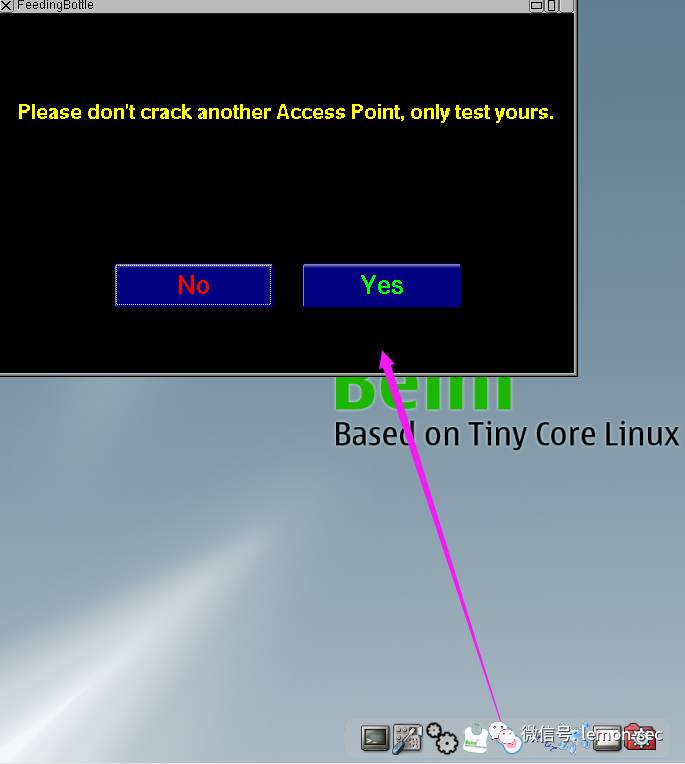 FeedingBottle
Please don't crack another Access Point, only test yours.
No
Yes
Beini
Based on Tiny Core Linux
微信号: lemon-sec